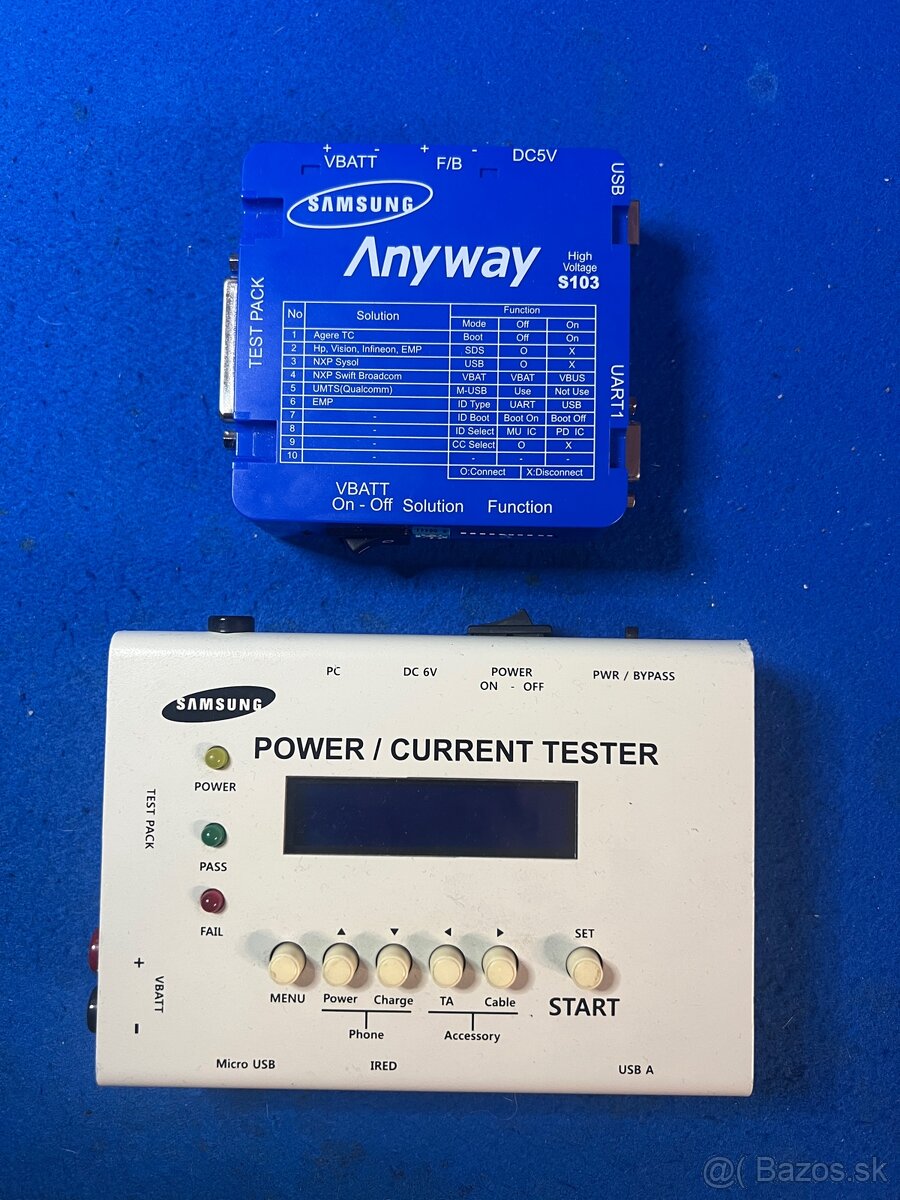 + - + -
VBATT F/B DC5V
USB
SAMSUNG
Anyway
High
Voltage
S103
TEST PACK
UART1
No Solution Function
Mode Off On
1 Agere TC Boot Off On
2 Hp, Vision, Infineon, EMP SDS O X
3 NXP Sysol USB O X
4 NXP Swift Broadcom VBAT VBAT VBUS
5 UMTS(Qualcomm) M-USB Use Not Use
6 EMP ID Type UART USB
7 - ID Boot Boot On Boot Off
8 - ID Select MU IC PD IC
9 - CC Select O X
10 - - - -
O:Connect X:Disconnect
VBATT
On - Off Solution Function
PC DC 6V POWER PWR / BYPASS
ON - OFF
SAMSUNG
POWER / CURRENT TESTER
POWER
TEST PACK
PASS
FAIL
▲ ▼ ◀ ▶ SET
MENU Power Charge TA Cable START
Phone Accessory
+ VBATT -
Micro USB IRED USB A
@( Bazos.sk